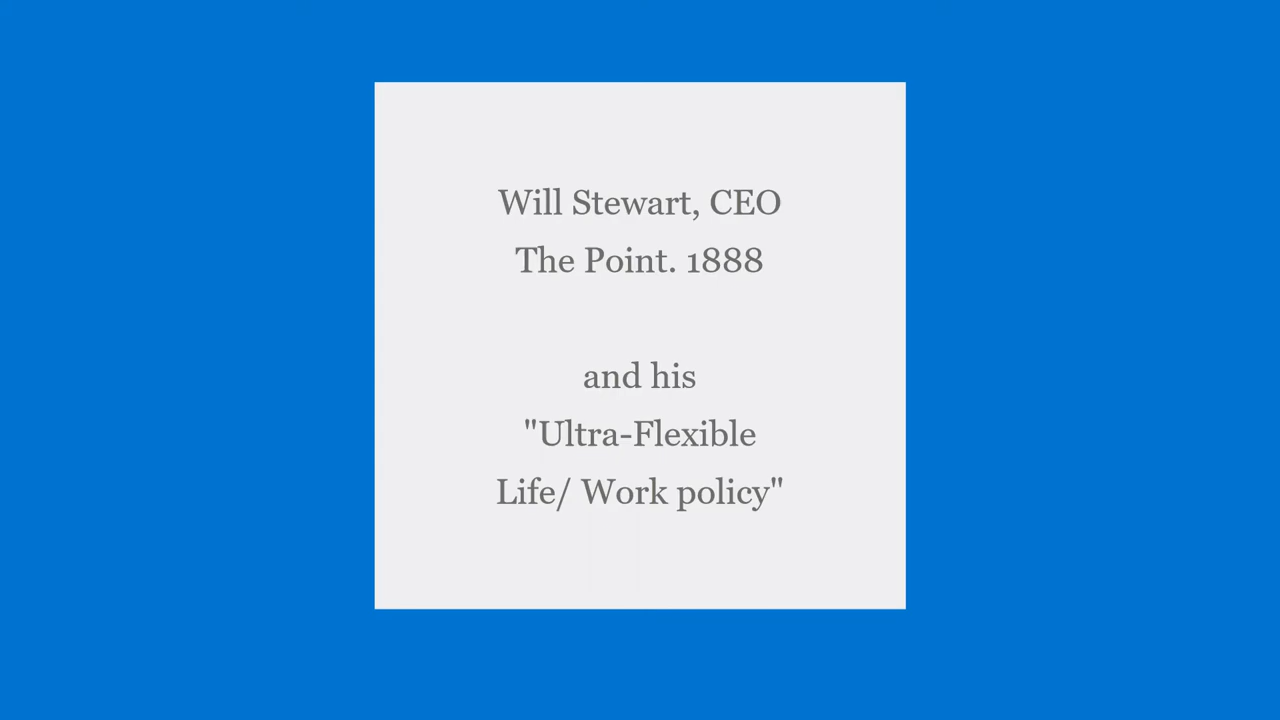 Will Stewart, CEO
The Point. 1888
and his
"Ultra-Flexible
Life/ Work policy"